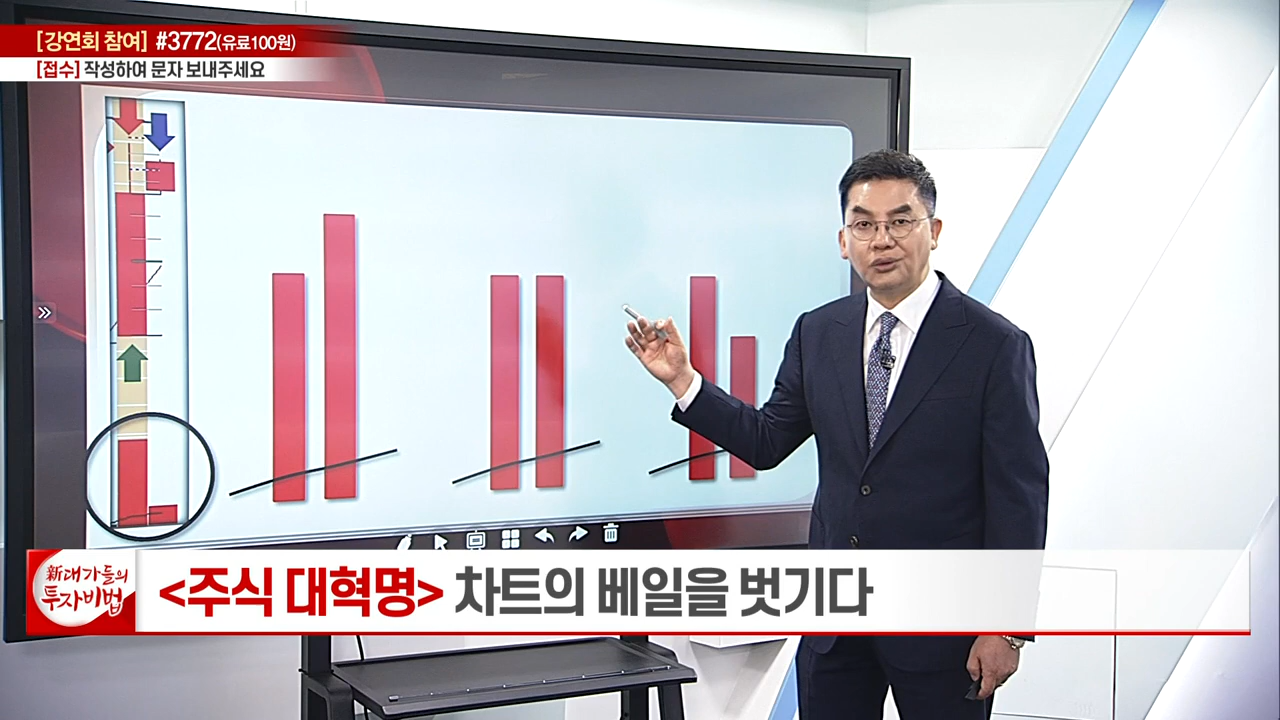 [강연회 참여] #3772(유료100원)
[접수] 작성하여 문자 보내주세요
新 대가들의
투자비법
<주식 대혁명> 차트의 베일을 벗기다